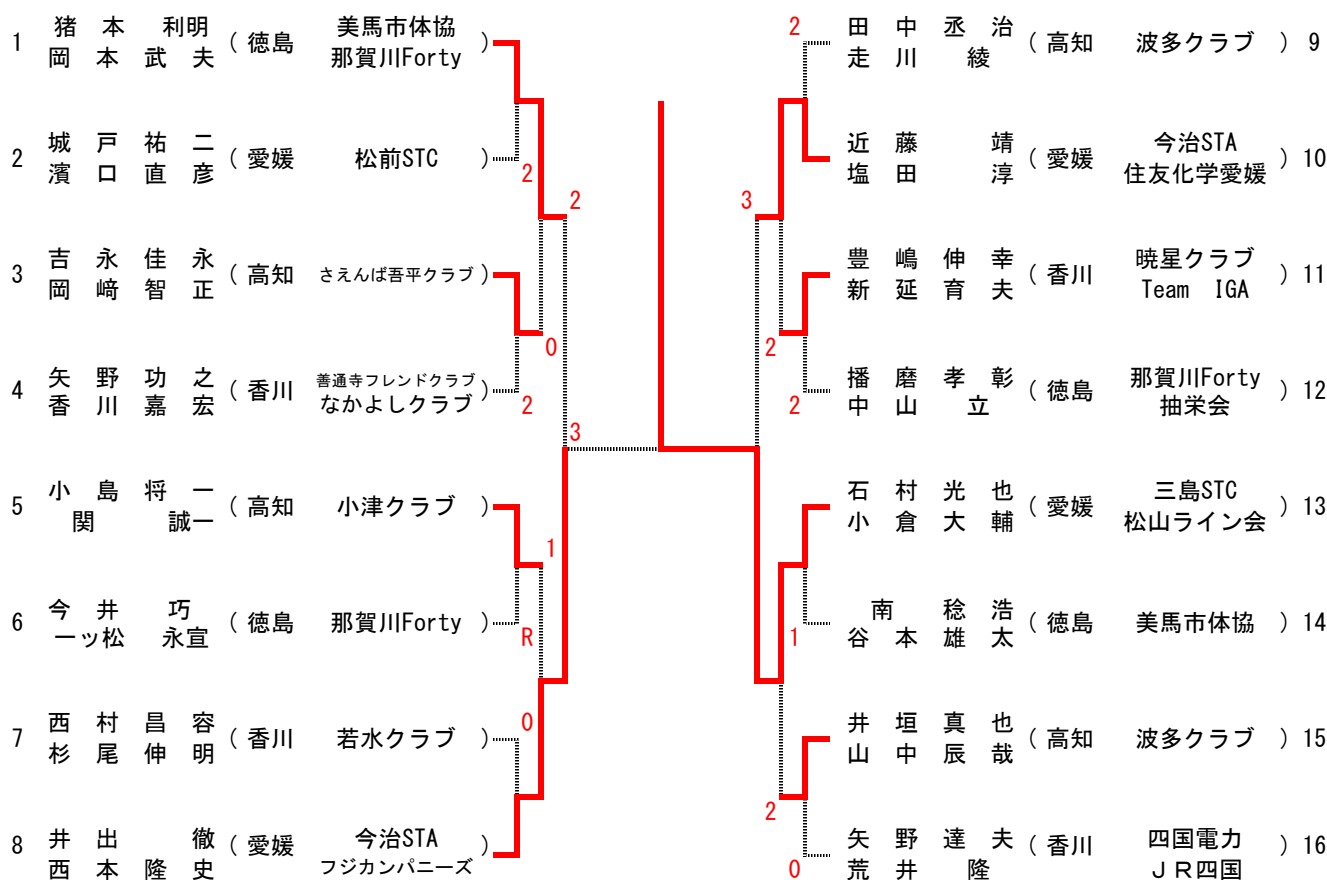 1 猪本 利明 ( 徳島 美馬市体協 )
岡本武夫 那賀川Forty
2 城戸祐二 ( 愛媛 松前STC )
濱口直彦
2
2
3 吉永佳永 ( 高知 さえんば吾平クラブ )
岡﨑智正
0
4 矢野功之 ( 香川 善通寺フレンドクラブ )
香川嘉宏 なかよしクラブ
2
3
5 小島将一 ( 高知 小津クラブ )
関 誠一
1
6 今井 巧 ( 徳島 那賀川Forty )
一ッ松 永宣
R
7 西村昌容 ( 香川 若水クラブ )
杉尾伸明
0
8 井出 徹 ( 愛媛 今治STA )
西本隆史 フジカンパニーズ
2
田中丞治 ( 高知 波多クラブ ) 9
走川 綾
近藤 靖 ( 愛媛 今治STA ) 10
塩田 淳 住友化学愛媛
3
豊嶋伸幸 ( 香川 暁星クラブ ) 11
新延育夫 Team IGA
2
播磨孝彰 ( 徳島 那賀川Forty ) 12
中山 立 抽栄会
2
石村光也 ( 愛媛 三島STC ) 13
小倉大輔 松山ライン会
南 稔浩 ( 徳島 美馬市体協 ) 14
谷本雄太
1
井垣真也 ( 高知 波多クラブ ) 15
山中辰哉
2
矢野達夫 ( 香川 四国電力 ) 16
荒井 隆 JR四国
0